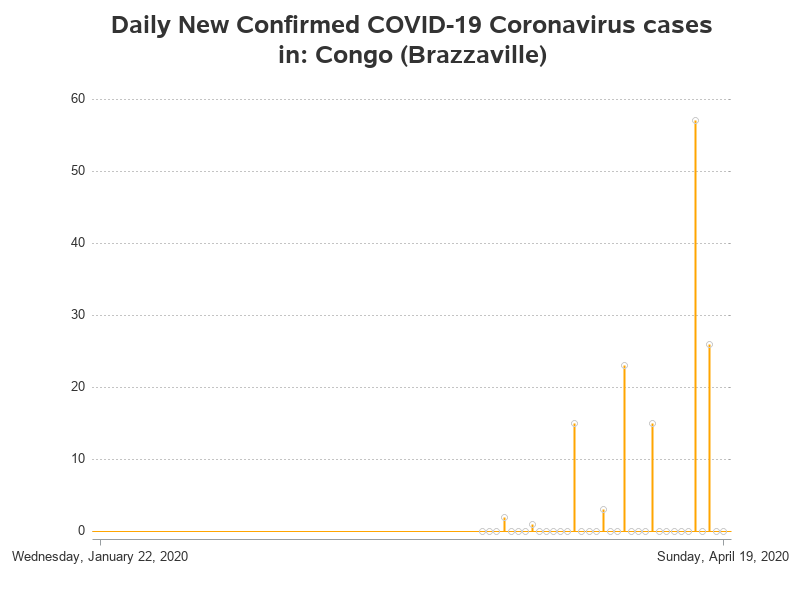 Daily New Confirmed COVID-19 Coronavirus cases
in: Congo (Brazzaville)
60
50
40
30
20
10
0
Wednesday, January 22, 2020
Sunday, April 19, 2020